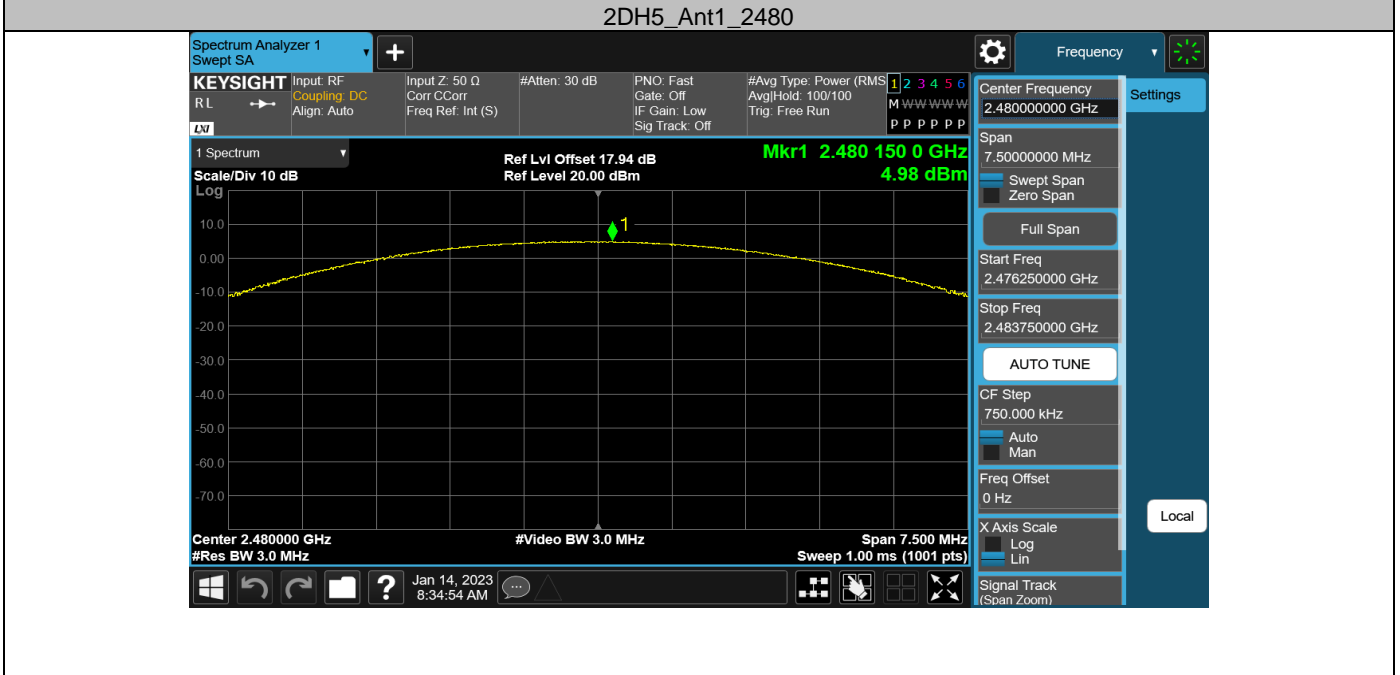 2DH5_Ant1_2480
Spectrum Analyzer 1
Swept SA
+
Frequency
KEYSIGHT
RL
LXI
Input: RF
Coupling: DC
Align: Auto
Input Z: 50 Ω
Corr CCorr
Freq Ref: Int (S)
#Atten: 30 dB
PNO: Fast
Gate: Off
IF Gain: Low
Sig Track: Off
#Avg Type: Power (RMS
Avg|Hold: 100/100
Trig: Free Run
1 2 3 4 5 6
M W W W W W
P P P P P P
1 Spectrum
Scale/Div 10 dB
Log
Ref Lvl Offset 17.94 dB
Ref Level 20.00 dBm
Mkr1 2.480 150 0 GHz
4.98 dBm
1
10.0
0.00
-10.0
-20.0
-30.0
-40.0
-50.0
-60.0
-70.0
Center 2.480000 GHz
#Res BW 3.0 MHz
#Video BW 3.0 MHz
Span 7.500 MHz
Sweep 1.00 ms (1001 pts)
?
Jan 14, 2023
8:34:54 AM
Center Frequency
2.480000000 GHz
Span
7.50000000 MHz
Swept Span
Zero Span
Full Span
Start Freq
2.476250000 GHz
Stop Freq
2.483750000 GHz
AUTO TUNE
CF Step
750.000 kHz
Auto
Man
Freq Offset
0 Hz
X Axis Scale
Log
Lin
Signal Track
(Span Zoom)
Settings
Local